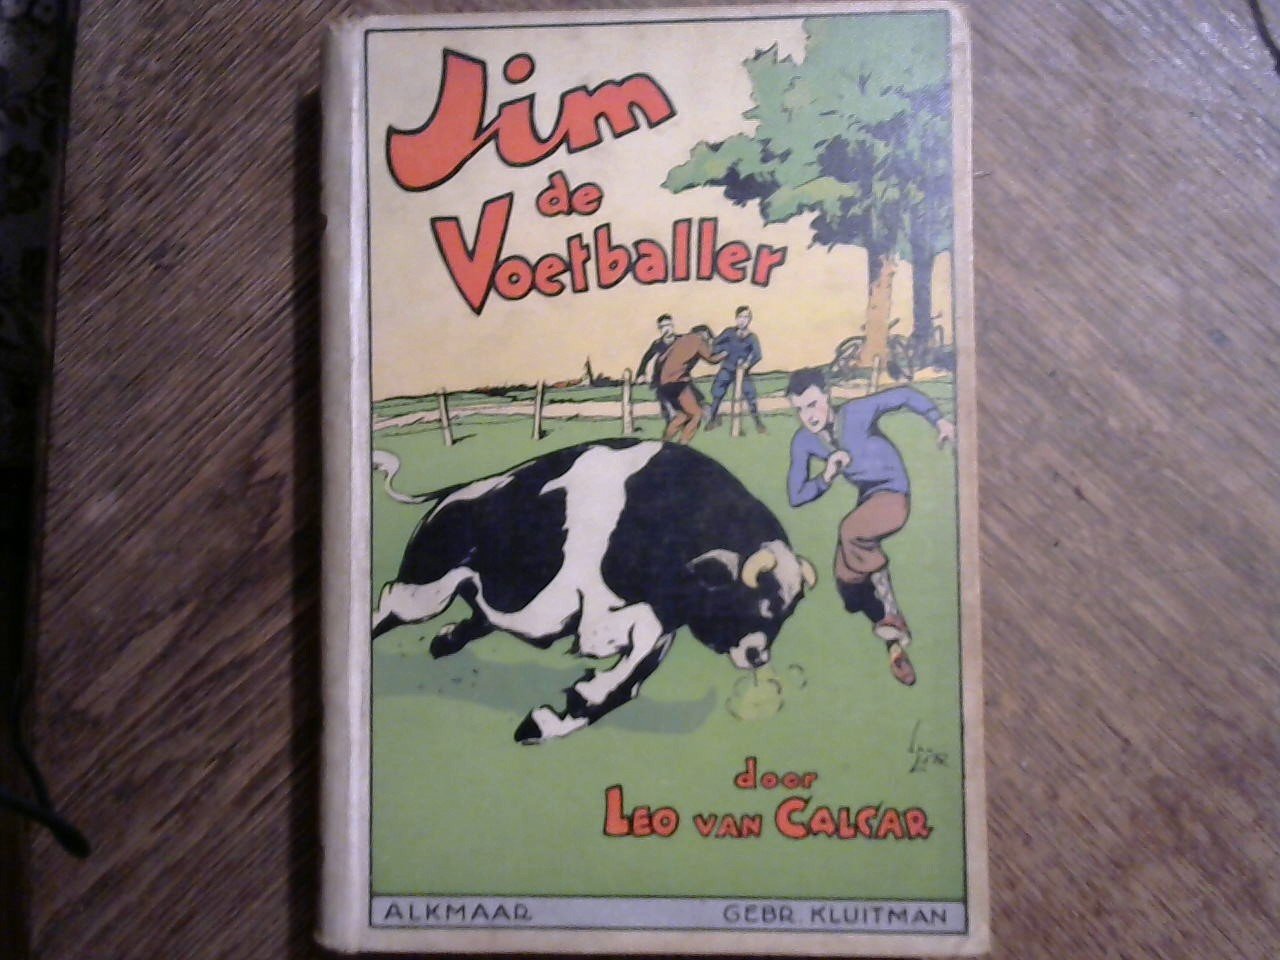 Jim
de
Voetballer
door
LEO VAN CALCAR
ALKMAAR GEBR. KLUITMAN